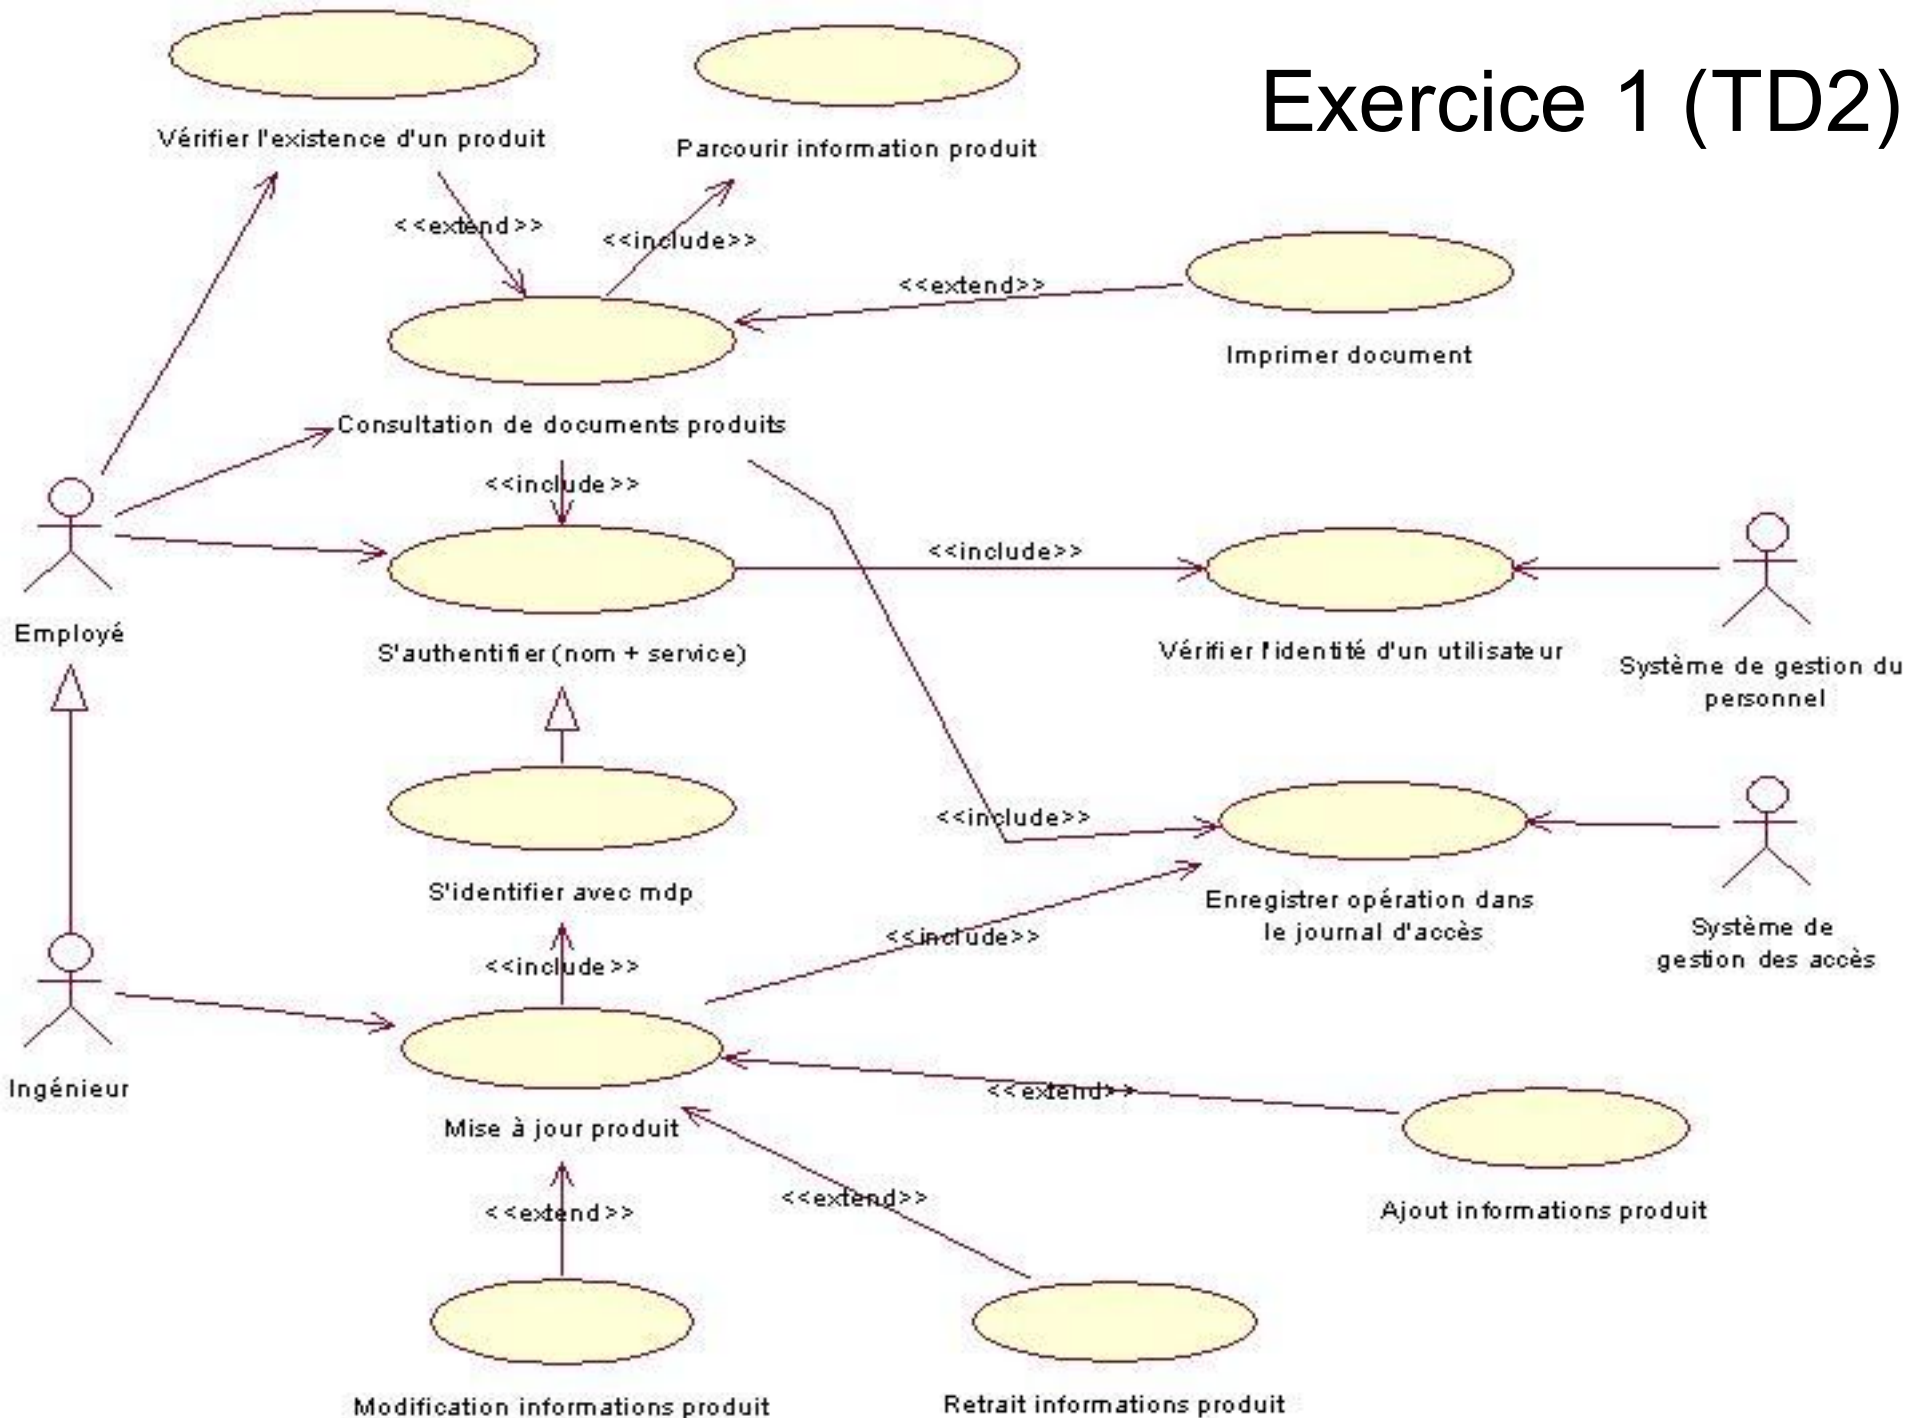 Exercice 1 (TD2)
Vérifier l'existence d'un produit
Parcourir information produit
<<extend>>
<<include>>
<<extend>>
Imprimer document
Consultation de documents produits
<<include>>
<<include>>
Employé
S'authentifier (nom + service)
Vérifier l'identité d'un utilisateur
Système de gestion du
personnel
<<include>>
S'identifier avec mdp
Enregistrer opération dans
le journal d'accès
Système de
gestion des accès
<<include>>
<<include>>
Ingénieur
Mise à jour produit
<<extend>>
<<extend>>
<<extend>>
Ajout informations produit
Modification informations produit
Retrait informations produit